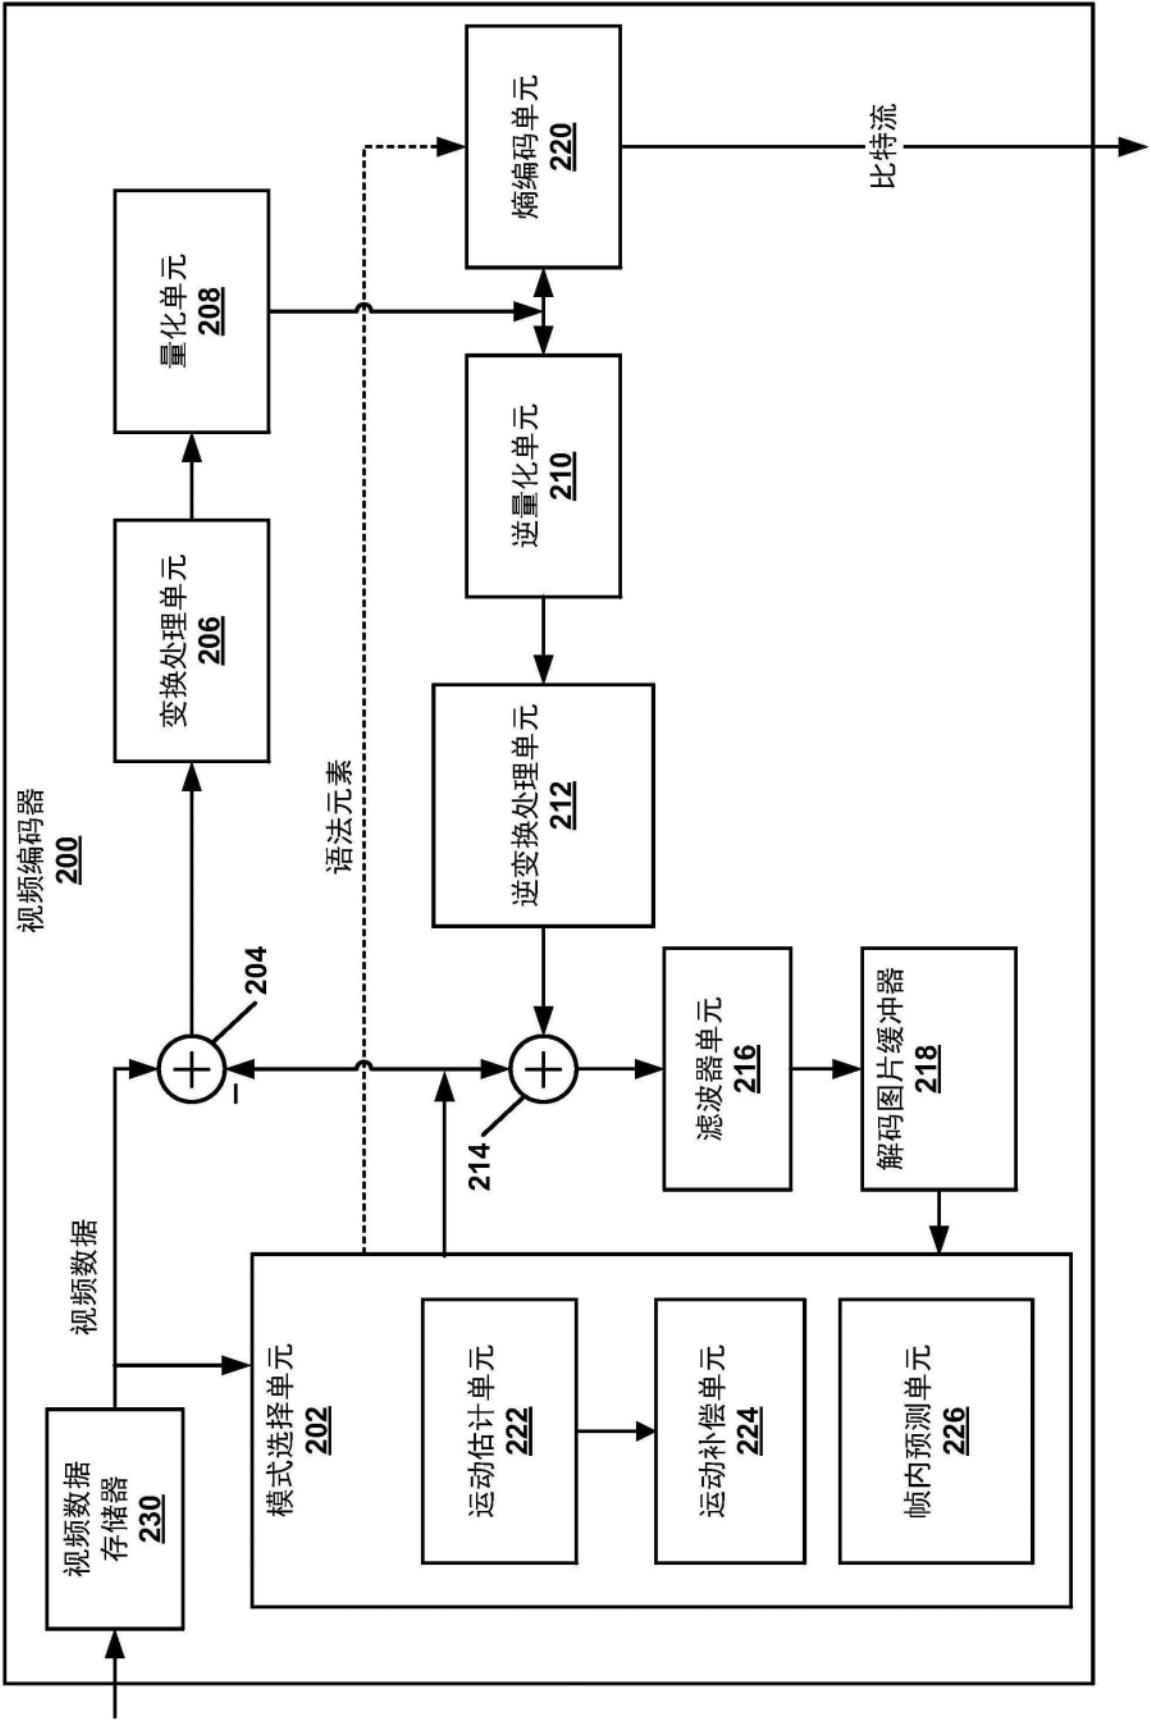 视频编码器
200
视频数据
存储器
230
视频数据
204
变换处理单元
206
量化单元
208
语法元素
模式选择单元
202
运动估计单元
222
运动补偿单元
224
帧内预测单元
226
214
逆变换处理单元
212
逆量化单元
210
熵编码单元
220
滤波器单元
216
解码图片缓冲器
218
比特流